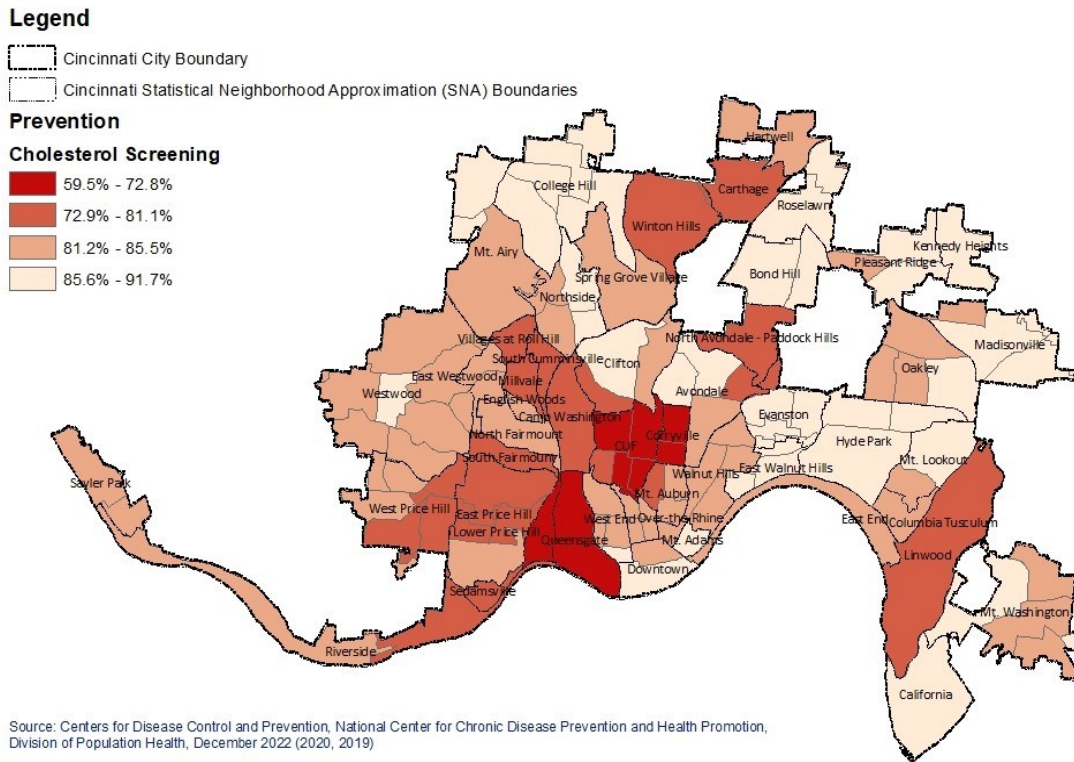 Legend
Cincinnati City Boundary
Cincinnati Statistical Neighborhood Approximation (SNA) Boundaries
Prevention
Cholesterol Screening
59.5% - 72.8%
72.9% - 81.1%
81.2% - 85.5%
85.6% - 91.7%
Hartwell
College Hill
Carthage
Roselawn
Winton Hills
Kennedy Heights
Mt. Airy
Pleasant Ridge
Bond Hill
Spring Grove Village
Northside
Villages at Roll Hill
North Avondale - Paddock Hills
Madisonville
South Cumminsville
Clifton
Oakley
East Westwood
Millvale
Westwood
Avondale
English Woods
Camp Washington
Evanston
North Fairmount
CUF
Corryville
Hyde Park
South Fairmount
East Walnut Hills
Mt. Lookout
Walnut Hills
Sayler Park
Mt. Auburn
West Price Hill
East Price Hill
West End
Over-the-Rhine
East End
Columbia Tusculum
Lower Price Hill
Queensgate
Mt. Adams
Linwood
Downtown
Sedamsville
Mt. Washington
Riverside
California
Source: Centers for Disease Control and Prevention, National Center for Chronic Disease Prevention and Health Promotion,
Division of Population Health, December 2022 (2020, 2019)